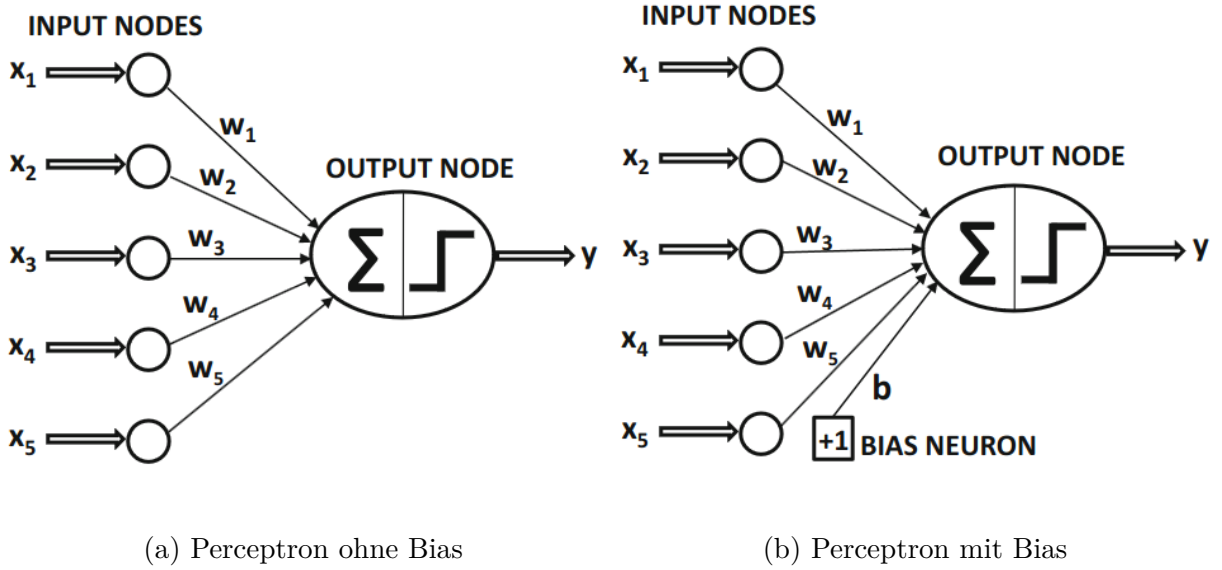 INPUT NODES
x₁
w₁
x₂
w₂
OUTPUT NODE
x₃
w₃
Σ
y
x₄
w₄
w₅
x₅
(a) Perceptron ohne Bias
INPUT NODES
x₁
w₁
x₂
w₂
OUTPUT NODE
x₃
w₃
Σ
y
x₄
w₄
w₅
b
x₅
+1 BIAS NEURON
(b) Perceptron mit Bias